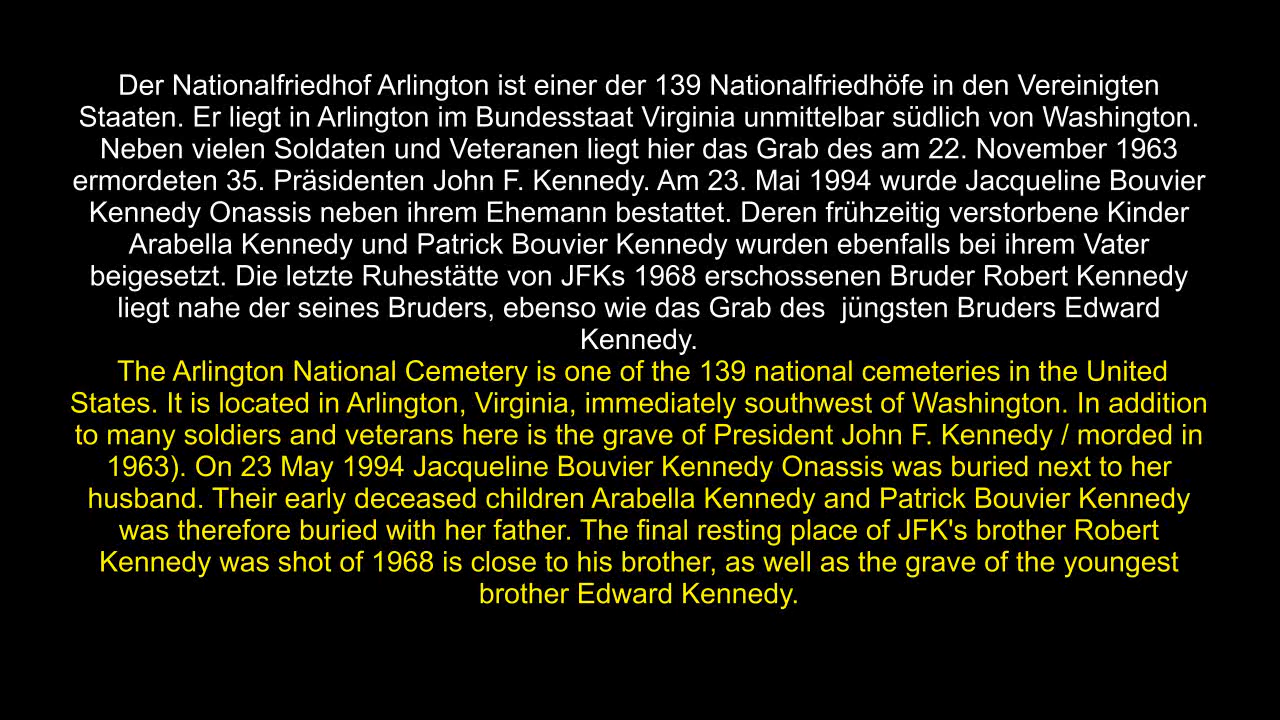 Der Nationalfriedhof Arlington ist einer der 139 Nationalfriedhöfe in den Vereinigten
Staaten. Er liegt in Arlington im Bundesstaat Virginia unmittelbar südlich von Washington.
Neben vielen Soldaten und Veteranen liegt hier das Grab des am 22. November 1963
ermordeten 35. Präsidenten John F. Kennedy. Am 23. Mai 1994 wurde Jacqueline Bouvier
Kennedy Onassis neben ihrem Ehemann bestattet. Deren frühzeitig verstorbene Kinder
Arabella Kennedy und Patrick Bouvier Kennedy wurden ebenfalls bei ihrem Vater
beigesetzt. Die letzte Ruhestätte von JFKs 1968 erschossenen Bruder Robert Kennedy
liegt nahe der seines Bruders, ebenso wie das Grab des  jüngsten Bruders Edward
Kennedy.
The Arlington National Cemetery is one of the 139 national cemeteries in the United
States. It is located in Arlington, Virginia, immediately southwest of Washington. In addition
to many soldiers and veterans here is the grave of President John F. Kennedy / morded in
1963). On 23 May 1994 Jacqueline Bouvier Kennedy Onassis was buried next to her
husband. Their early deceased children Arabella Kennedy and Patrick Bouvier Kennedy
was therefore buried with her father. The final resting place of JFK's brother Robert
Kennedy was shot of 1968 is close to his brother, as well as the grave of the youngest
brother Edward Kennedy.